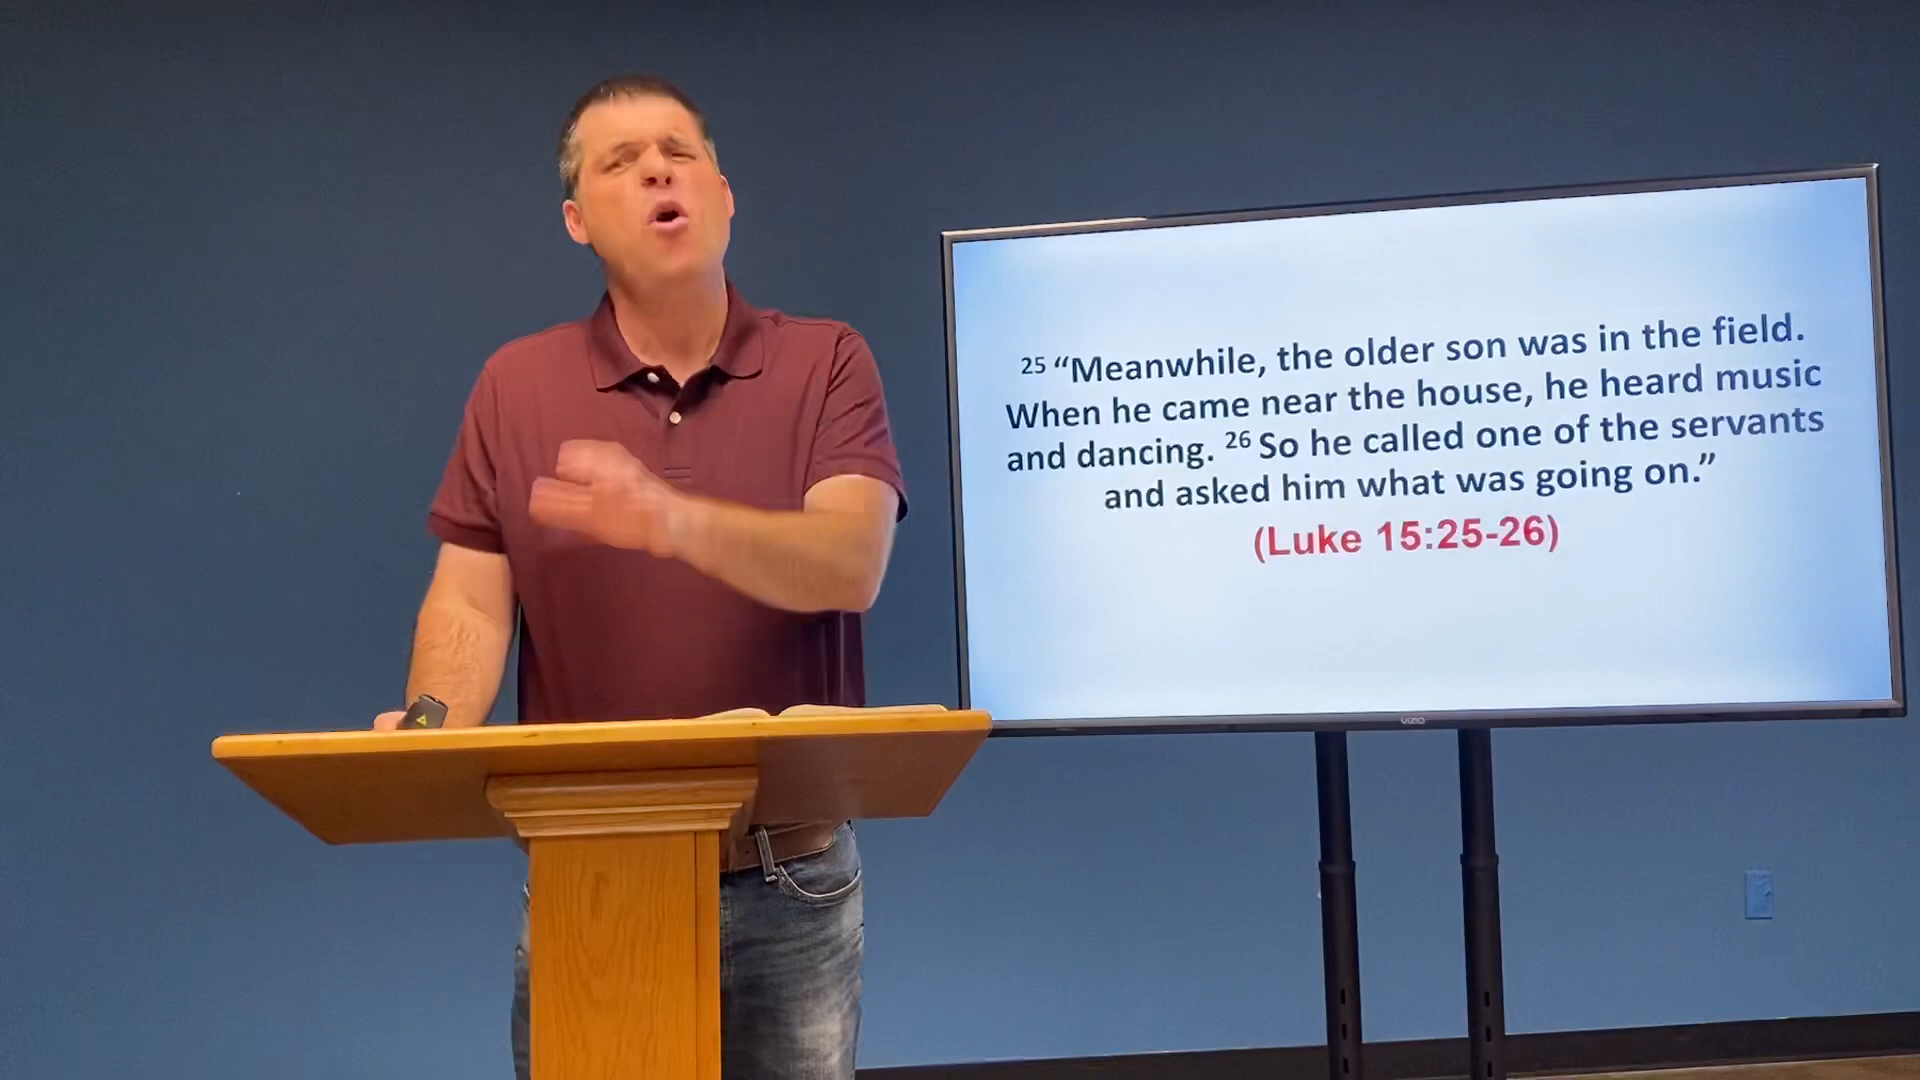 25 “Meanwhile, the older son was in the field.
When he came near the house, he heard music
and dancing. 26 So he called one of the servants
and asked him what was going on.”
(Luke 15:25-26)
VIZIO